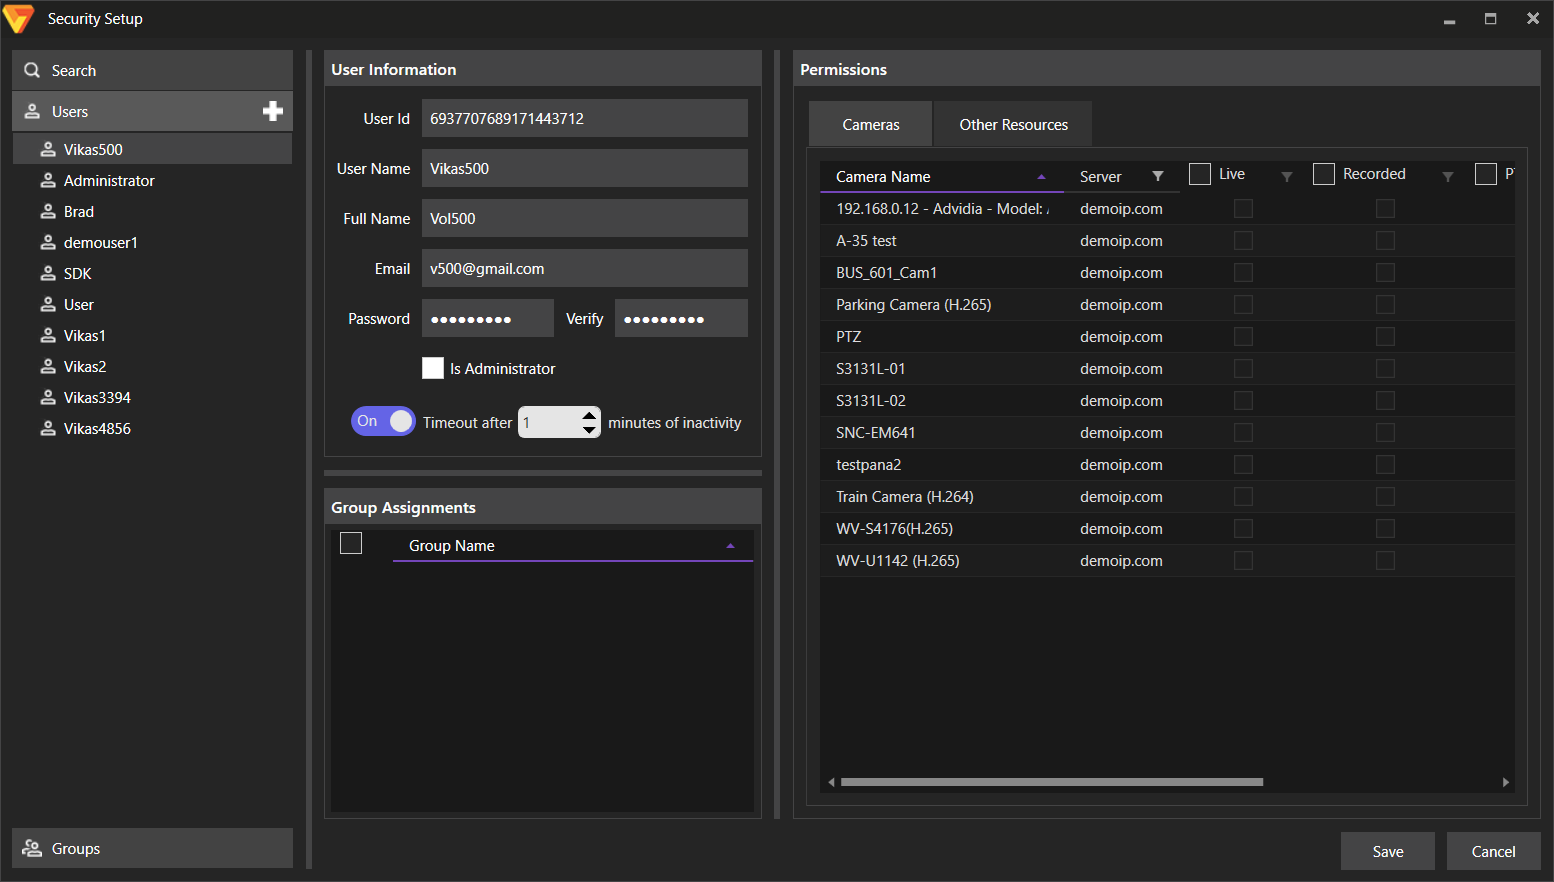 Security Setup
Search
Users
Vikas500
Administrator
Brad
demouser1
SDK
User
Vikas1
Vikas2
Vikas3394
Vikas4856
Groups
User Information
User Id 6937707689171443712
User Name Vikas500
Full Name Vol500
Email v500@gmail.com
Password ●●●●●●●●● Verify ●●●●●●●●●
Is Administrator
On Timeout after 1 minutes of inactivity
Group Assignments
Group Name
Permissions
Cameras Other Resources
Camera Name Server Live Recorded
192.168.0.12 - Advidia - Model: demoip.com
A-35 test demoip.com
BUS_601_Cam1 demoip.com
Parking Camera (H.265) demoip.com
PTZ demoip.com
S3131L-01 demoip.com
S3131L-02 demoip.com
SNC-EM641 demoip.com
testpana2 demoip.com
Train Camera (H.264) demoip.com
WV-S4176(H.265) demoip.com
WV-U1142 (H.265) demoip.com
Save Cancel